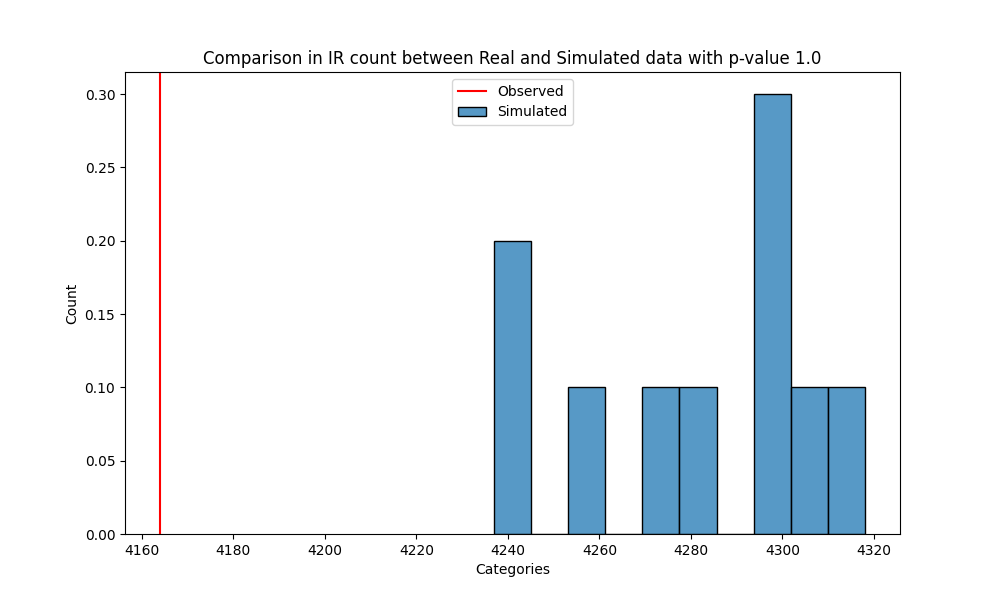 Comparison in IR count between Real and Simulated data with p-value 1.0
Observed
Simulated
0.30
0.25
0.20
0.15
0.10
0.05
0.00
Count
4160 4180 4200 4220 4240 4260 4280 4300 4320
Categories